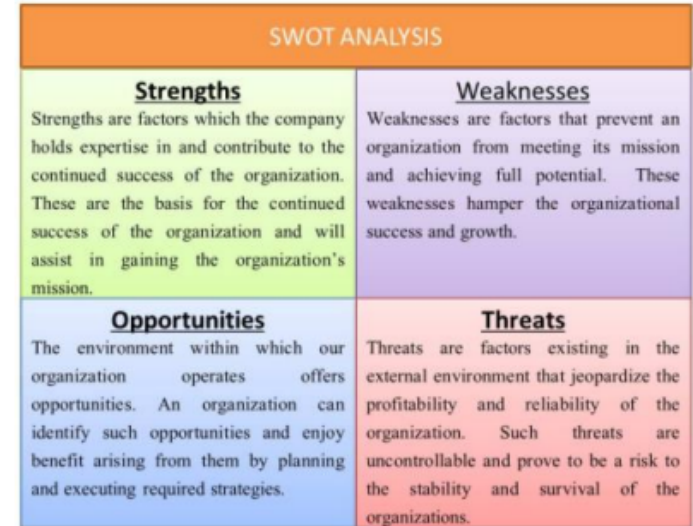 SWOT ANALYSIS
Strengths
Strengths are factors which the company
holds expertise in and contribute to the
continued success of the organization.
These are the basis for the continued
success of the organization and will
assist in gaining the organization's
mission.
Weaknesses
Weaknesses are factors that prevent an
organization from meeting its mission
and achieving full potential. These
weaknesses hamper the organizational
success and growth.
Opportunities
The environment within which our
organization operates offers
opportunities. An organization can
identify such opportunities and enjoy
benefit arising from them by planning
and executing required strategies.
Threats
Threats are factors existing in the
external environment that jeopardize the
profitability and reliability of the
organization. Such threats are
uncontrollable and prove to be a risk to
the stability and survival of the
organizations.